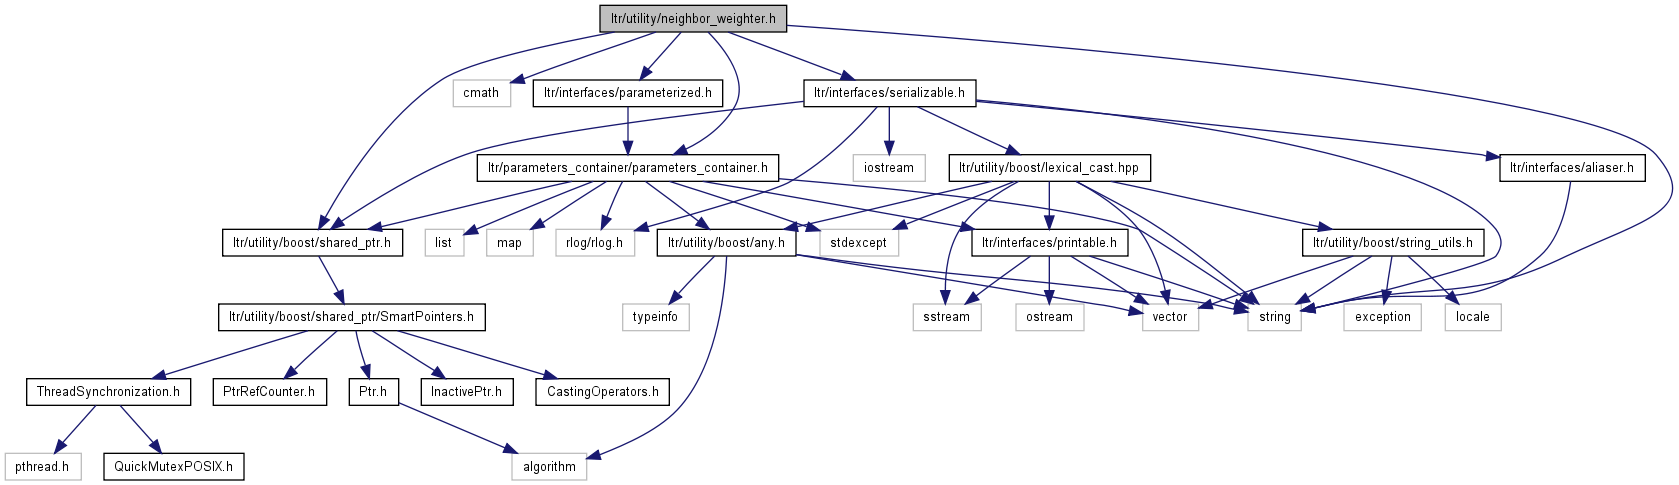 ltr/utility/neighbor_weighter.h
cmath
ltr/interfaces/parameterized.h
ltr/interfaces/serializable.h
ltr/parameters_container/parameters_container.h
iostream
ltr/utility/boost/lexical_cast.hpp
ltr/interfaces/aliaser.h
ltr/utility/boost/shared_ptr.h
list
map
rlog/rlog.h
ltr/utility/boost/any.h
stdexcept
ltr/interfaces/printable.h
ltr/utility/boost/string_utils.h
ltr/utility/boost/shared_ptr/SmartPointers.h
typeinfo
sstream
ostream
vector
string
exception
locale
ThreadSynchronization.h
PtrRefCounter.h
Ptr.h
InactivePtr.h
CastingOperators.h
pthread.h
QuickMutexPOSIX.h
algorithm